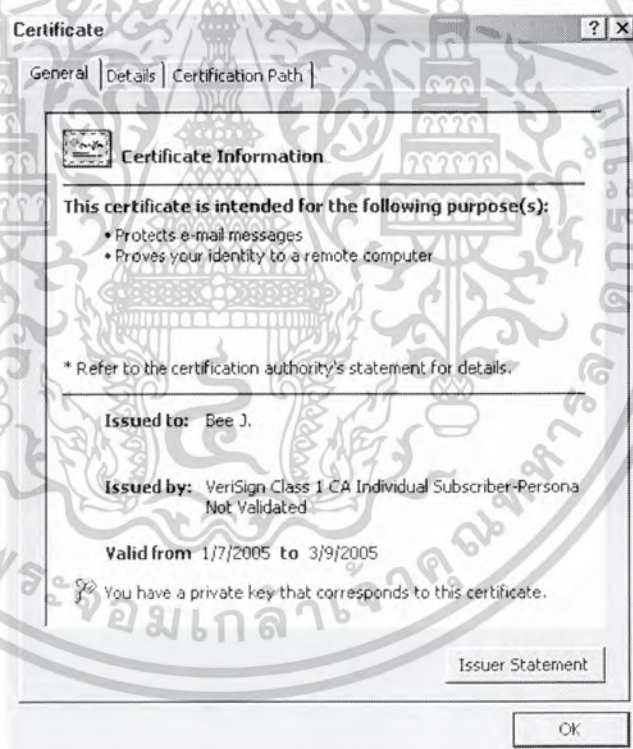 Certificate
? x
General Details Certification Path
Certificate Information
This certificate is intended for the following purpose(s):
• Protects e-mail messages
• Proves your identity to a remote computer
* Refer to the certification authority's statement for details.
Issued to: Bee J.
Issued by: VeriSign Class 1 CA Individual Subscriber-Persona
Not Validated
Valid from 1/7/2005 to 3/9/2005
You have a private key that corresponds to this certificate.
Issuer Statement
OK